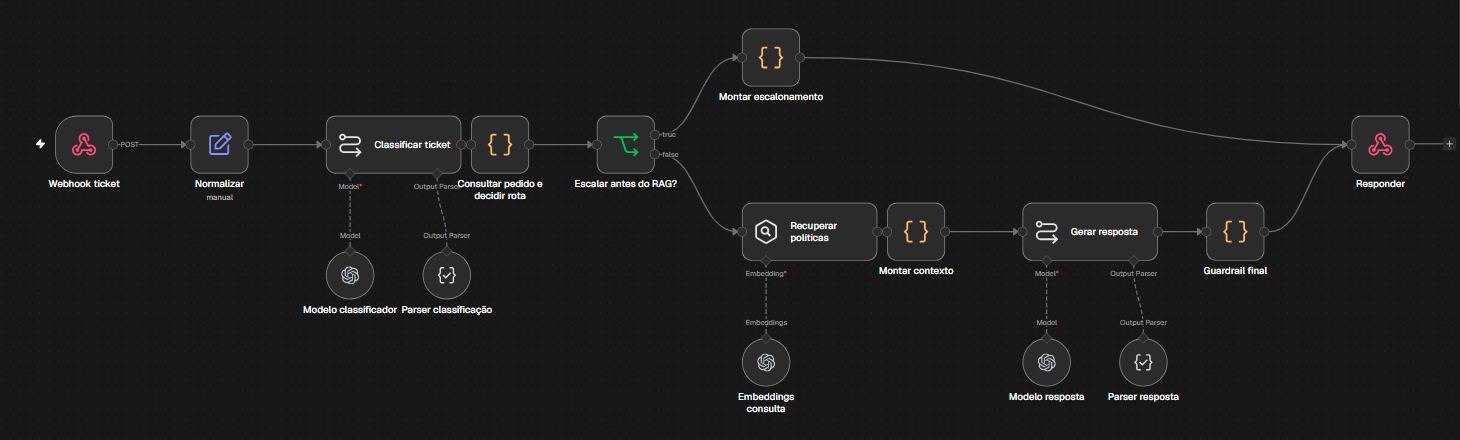 Montar escalonamento
POST
Classificar ticket
true
false
Webhook ticket
Normalizar
manual
Model*
Output Parser
Consultar pedido e
decidir rota
Escalar antes do RAG?
Responder
+
Recuperar
políticas
Gerar resposta
Model
Output Parser
Embedding*
Montar contexto
Model*
Output Parser
Guardrail final
Modelo classificador
Parser classificação
Embeddings
Model
Output Parser
Embeddings
consulta
Modelo resposta
Parser resposta